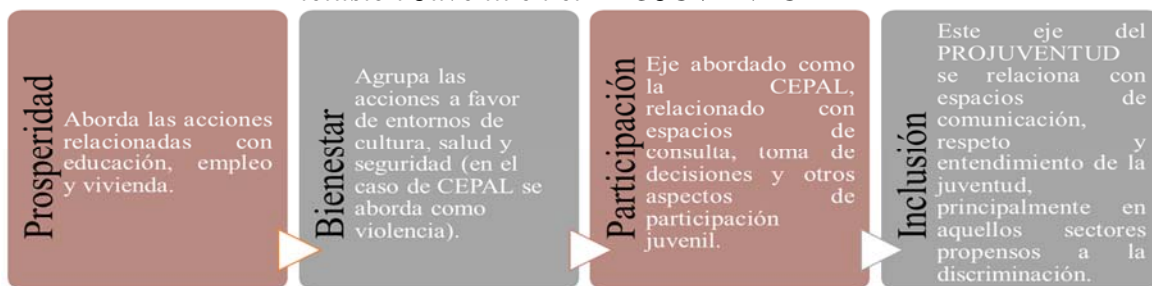 Prosperidad
Aborda las acciones
relacionadas con
educación, empleo
y vivienda.
Bienestar
Agrupa las
acciones a favor
de entornos de
cultura, salud y
seguridad (en el
caso de CEPAL se
aborda como
violencia).
Participación
Eje abordado como
la CEPAL,
relacionado con
espacios de
consulta, toma de
decisiones y otros
aspectos de
participación
juvenil.
Inclusión
Este eje del
PROJUVENTUD
se relaciona con
espacios de
comunicación,
respeto y
entendimiento de la
juventud,
principalmente en
aquellos sectores
propensos a la
discriminación.